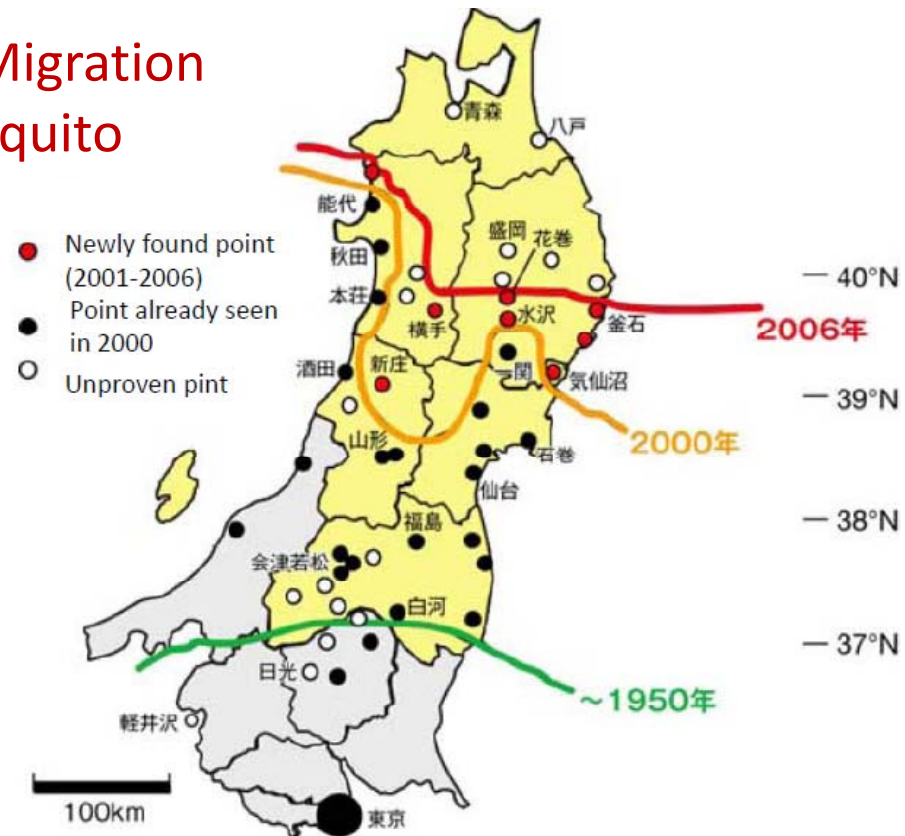 Migration
quito
Newly found point
(2001-2006)
Point already seen
in 2000
Unproven pint
青森
八戸
能代
盛岡
花巻
秋田
40°N
本荘
横手
水沢
釜石
2006年
酒田
新庄
一関
気仙沼
39°N
山形
2000年
石巻
仙台
38°N
福島
会津若松
白河
37°N
日光
~1950年
軽井沢
100km
東京